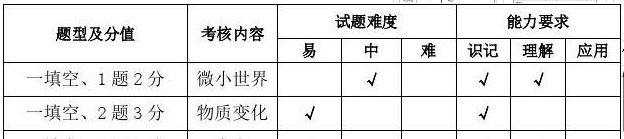 题型及分值 考核内容 试题难度 能力要求
易 中 难 识记 理解 应用
一填空、1题2分 微小世界 √ √ √
一填空、2题3分 物质变化 √ √